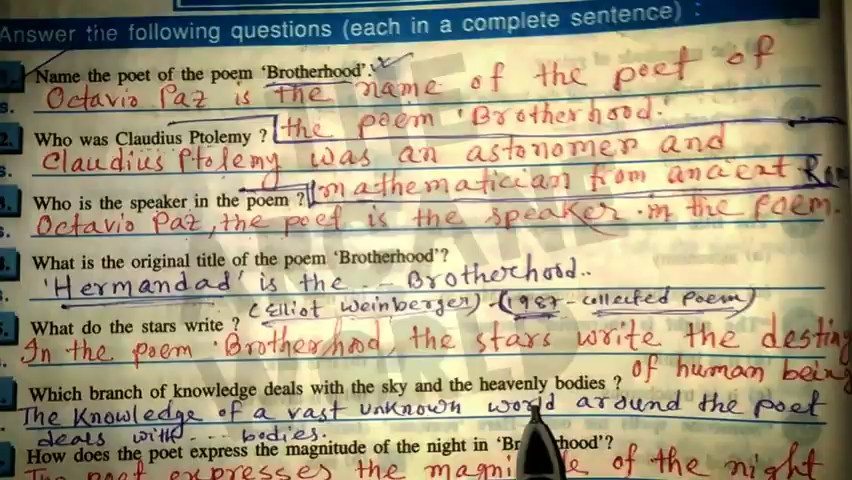 Answer the following questions (each in a complete sentence) :
Name the poet of the poem 'Brotherhood'.
Octavio Paz is the name of the poet of
the poem 'Brotherhood.
2. Who was Claudius Ptolemy ?
s. Claudius Ptolemy was an astonomer and
mathematician from ancient
Who is the speaker in the poem ?
s. Octavio Paz, the poet is the speaker in the poem.
What is the original title of the poem 'Brotherhood'?
'Hermandad' is the - - Brotherhood..
(Elliot Weinberger) - (1987 - collected Poem)
What do the stars write ?
In the poem 'Brotherhood, the stars write the destiny
of human being
Which branch of knowledge deals with the sky and the heavenly bodies ?
The Knowledge of a vast unknown world around the poet
deals with - - - bodies.
How does the poet express the magnitude of the night in
The poet expresses the of the night